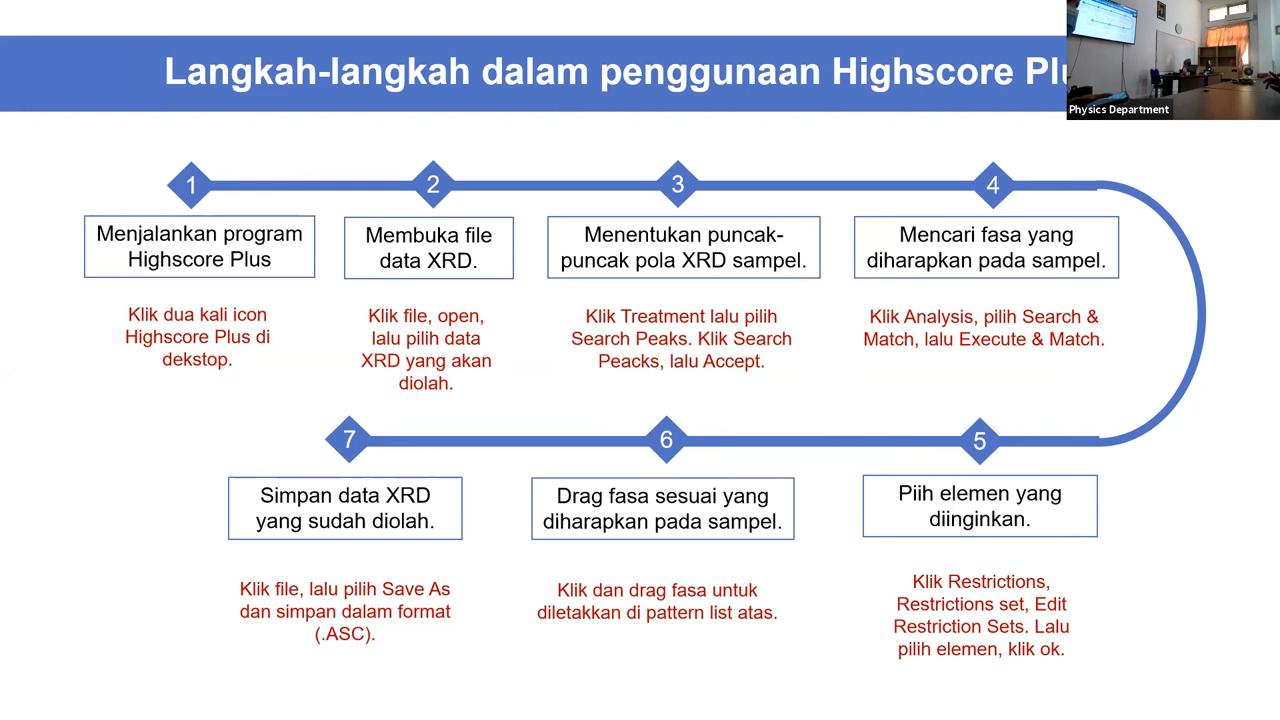 Langkah-langkah dalam penggunaan Highscore Plu
Physics Department
1
2
3
4
Menjalankan program
Highscore Plus
Membuka file
data XRD.
Menentukan puncak-
puncak pola XRD sampel.
Mencari fasa yang
diharapkan pada sampel.
Klik dua kali icon
Highscore Plus di
dekstop.
Klik file, open,
lalu pilih data
XRD yang akan
diolah.
Klik Treatment lalu pilih
Search Peaks. Klik Search
Peacks, lalu Accept.
Klik Analysis, pilih Search &
Match, lalu Execute & Match.
7
6
5
Simpan data XRD
yang sudah diolah.
Drag fasa sesuai yang
diharapkan pada sampel.
Piih elemen yang
diinginkan.
Klik file, lalu pilih Save As
dan simpan dalam format
(.ASC).
Klik dan drag fasa untuk
diletakkan di pattern list atas.
Klik Restrictions,
Restrictions set, Edit
Restriction Sets. Lalu
pilih elemen, klik ok.